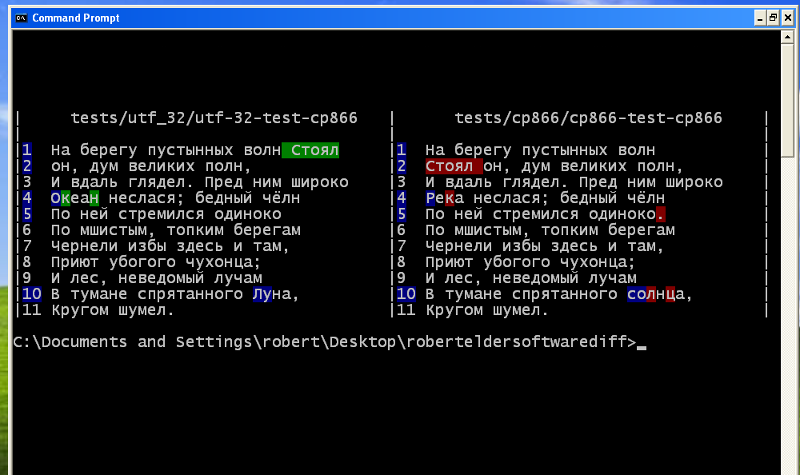 Command Prompt
| tests/utf_32/utf-32-test-cp866 | tests/cp866/cp866-test-cp866 |
| | |
|1 На берегу пустынных волн Стоял |1 На берегу пустынных волн |
|2 он, дум великих полн, |2 Стоял он, дум великих полн, |
|3 И вдаль глядел. Пред ним широко |3 И вдаль глядел. Пред ним широко |
|4 Океан неслася; бедный чёлн |4 Река неслася; бедный чёлн |
|5 По ней стремился одиноко |5 По ней стремился одиноко. |
|6 По мшистым, топким берегам |6 По мшистым, топким берегам |
|7 Чернели избы здесь и там, |7 Чернели избы здесь и там, |
|8 Приют убогого чухонца; |8 Приют убогого чухонца; |
|9 И лес, неведомый лучам |9 И лес, неведомый лучам |
|10 В тумане спрятанного Луна, |10 В тумане спрятанного солнца, |
|11 Кругом шумел. |11 Кругом шумел. |
C:\Documents and Settings\robert\Desktop\roberteldersoftwarediff>_